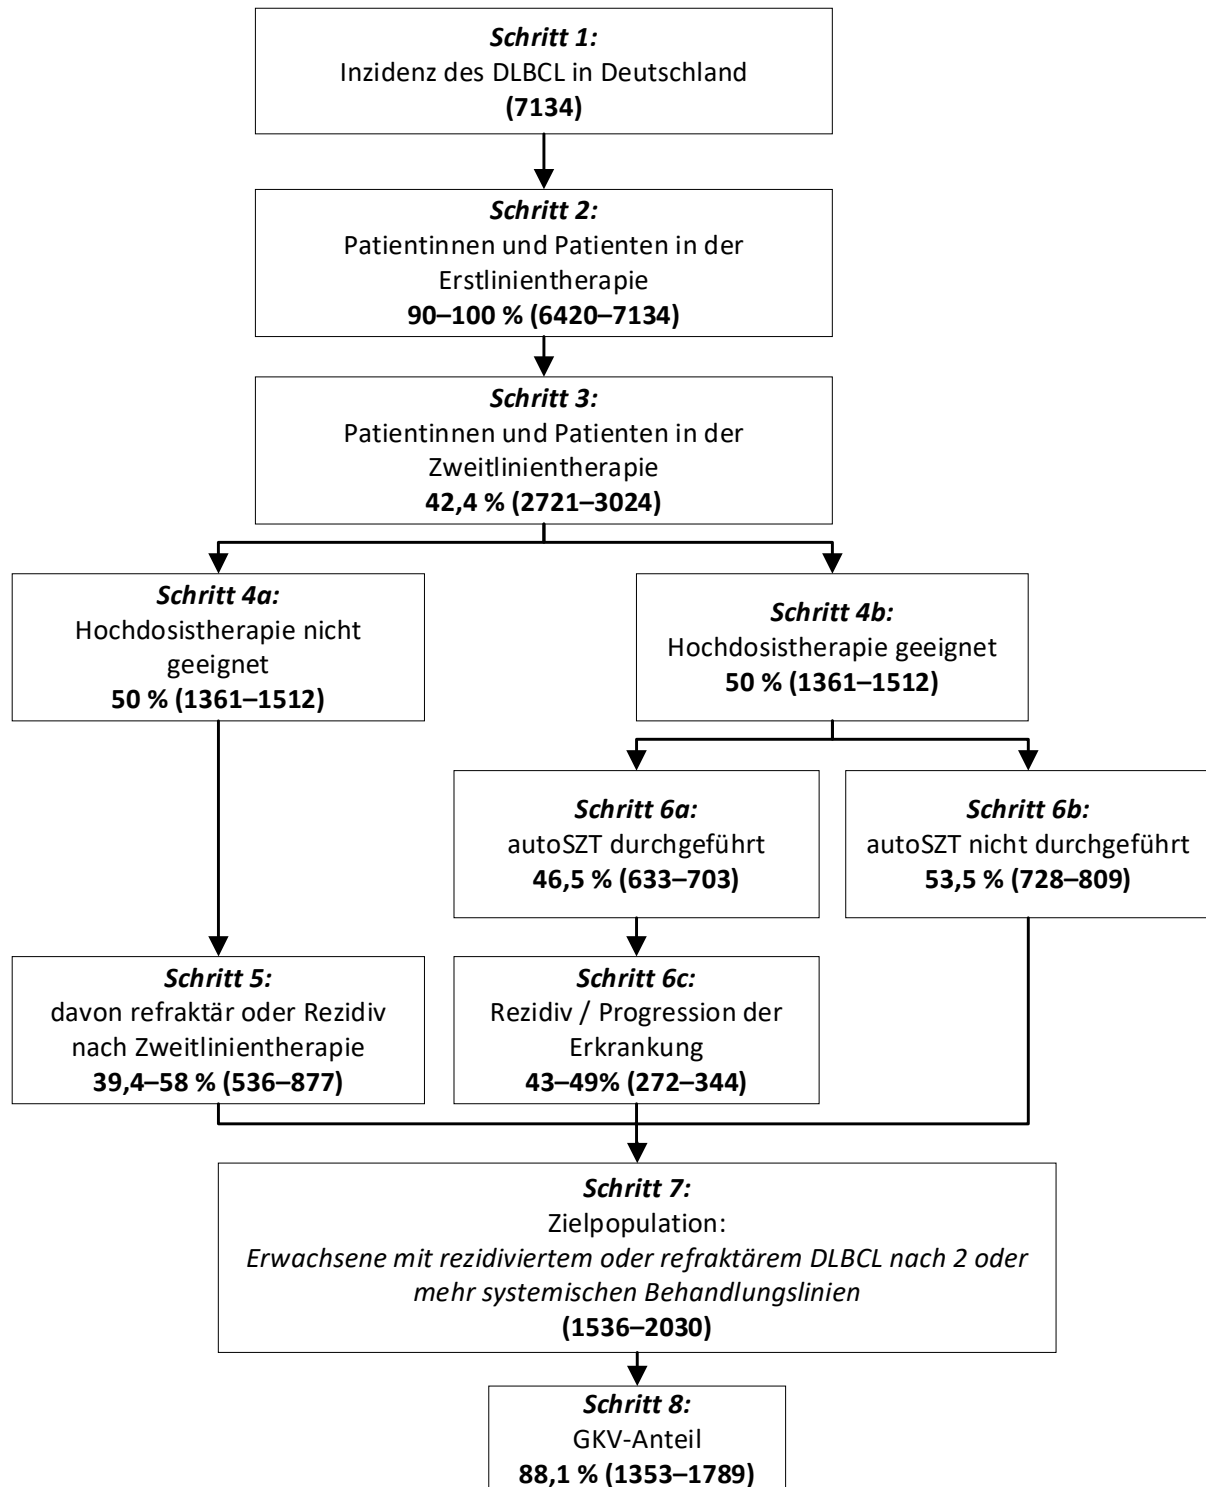 Schritt 1:
Inzidenz des DLBCL in Deutschland
(7134)
Schritt 2:
Patientinnen und Patienten in der
Erstlinientherapie
90–100 % (6420–7134)
Schritt 3:
Patientinnen und Patienten in der
Zweitlinientherapie
42,4 % (2721–3024)
Schritt 4a:
Hochdosistherapie nicht
geeignet
50 % (1361–1512)
Schritt 4b:
Hochdosistherapie geeignet
50 % (1361–1512)
Schritt 6a:
autoSZT durchgeführt
46,5 % (633–703)
Schritt 6b:
autoSZT nicht durchgeführt
53,5 % (728–809)
Schritt 5:
davon refraktär oder Rezidiv
nach Zweitlinientherapie
39,4–58 % (536–877)
Schritt 6c:
Rezidiv / Progression der
Erkrankung
43–49% (272–344)
Schritt 7:
Zielpopulation:
Erwachsene mit rezidiviertem oder refraktärem DLBCL nach 2 oder
mehr systemischen Behandlungslinien
(1536–2030)
Schritt 8:
GKV-Anteil
88,1 % (1353–1789)